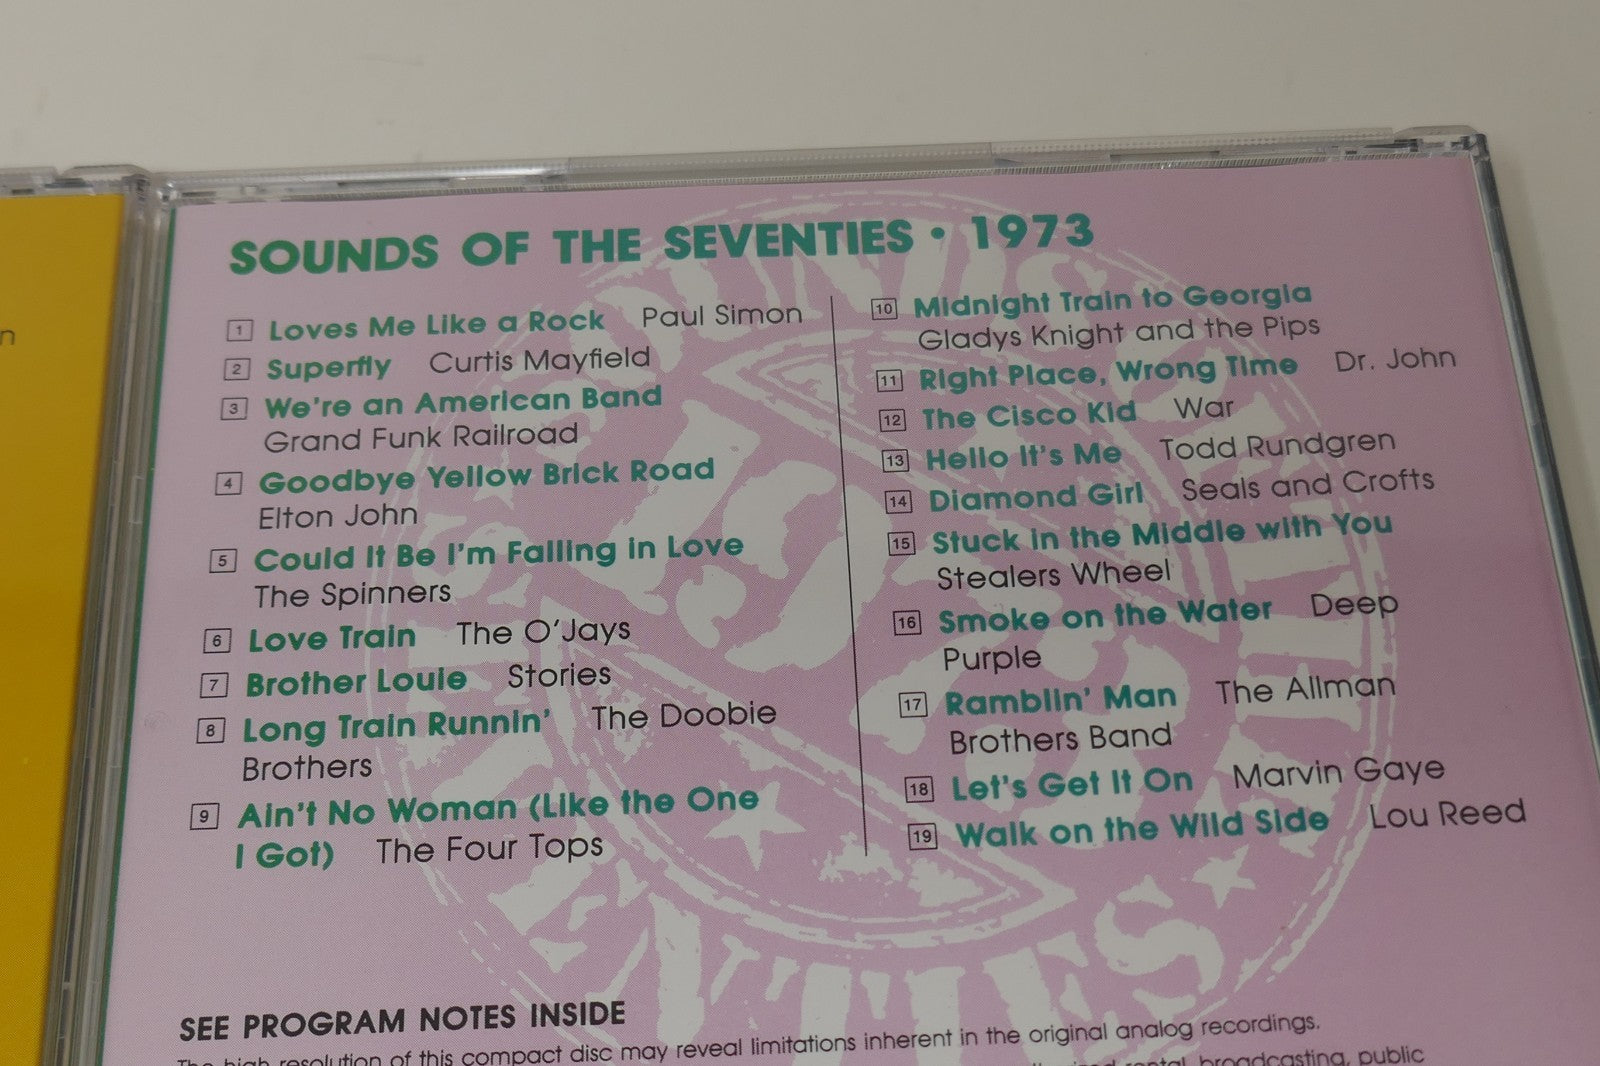 n
SOUNDS OF THE SEVENTIES • 1973
1 Loves Me Like a Rock Paul Simon
2 Superfly Curtis Mayfield
3 We're an American Band
Grand Funk Railroad
4 Goodbye Yellow Brick Road
Elton John
5 Could It Be I'm Falling in Love
The Spinners
6 Love Train The O'Jays
7 Brother Louie Stories
8 Long Train Runnin' The Doobie
Brothers
9 Ain't No Woman (Like the One
I Got) The Four Tops
10 Midnight Train to Georgia
Gladys Knight and the Pips
11 Right Place, Wrong Time Dr. John
12 The Cisco Kid War
13 Hello It's Me Todd Rundgren
14 Diamond Girl Seals and Crofts
15 Stuck in the Middle with You
Stealers Wheel
16 Smoke on the Water Deep
Purple
17 Ramblin' Man The Allman
Brothers Band
18 Let's Get It On Marvin Gaye
19 Walk on the Wild Side Lou Reed
SEE PROGRAM NOTES INSIDE
The high resolution of this compact disc may reveal limitations inherent in the original analog recordings.
rental, broadcasting, public